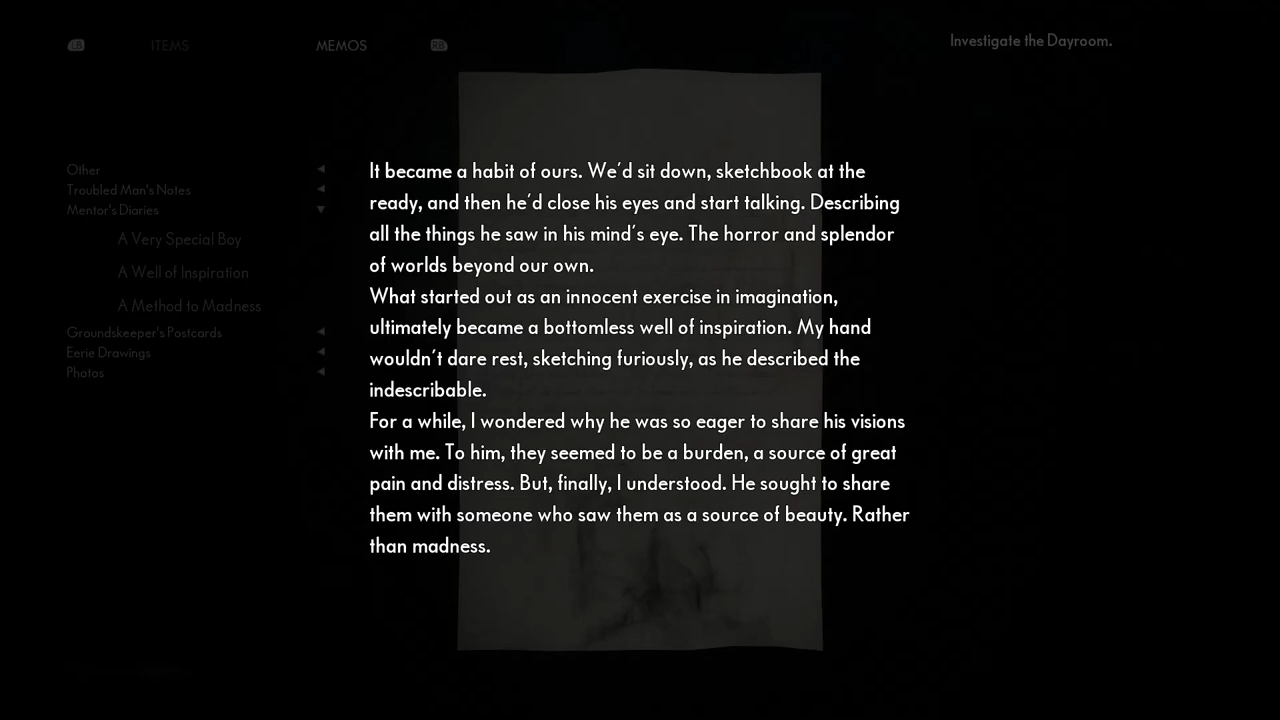 LB
ITEMS
MEMOS
RB
Investigate the Dayroom.
Other
Troubled Man's Notes
Mentor's Diaries
A Very Special Boy
A Well of Inspiration
A Method to Madness
Groundskeeper's Postcards
Eerie Drawings
Photos
It became a habit of ours. We'd sit down, sketchbook at the
ready, and then he'd close his eyes and start talking. Describing
all the things he saw in his mind's eye. The horror and splendor
of worlds beyond our own.
What started out as an innocent exercise in imagination,
ultimately became a bottomless well of inspiration. My hand
wouldn't dare rest, sketching furiously, as he described the
indescribable.
For a while, I wondered why he was so eager to share his visions
with me. To him, they seemed to be a burden, a source of great
pain and distress. But, finally, I understood. He sought to share
them with someone who saw them as a source of beauty. Rather
than madness.